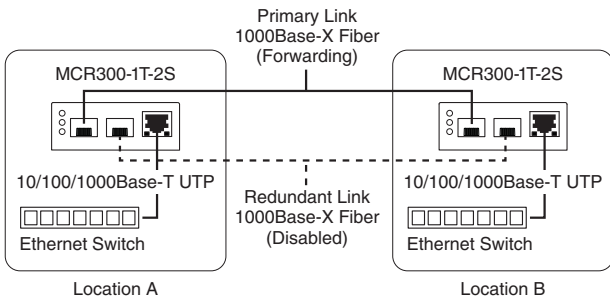 Primary Link
1000Base-X Fiber
(Forwarding)
MCR300-1T-2S
MCR300-1T-2S
10/100/1000Base-T UTP
10/100/1000Base-T UTP
Redundant Link
1000Base-X Fiber
(Disabled)
Ethernet Switch
Ethernet Switch
Location A
Location B